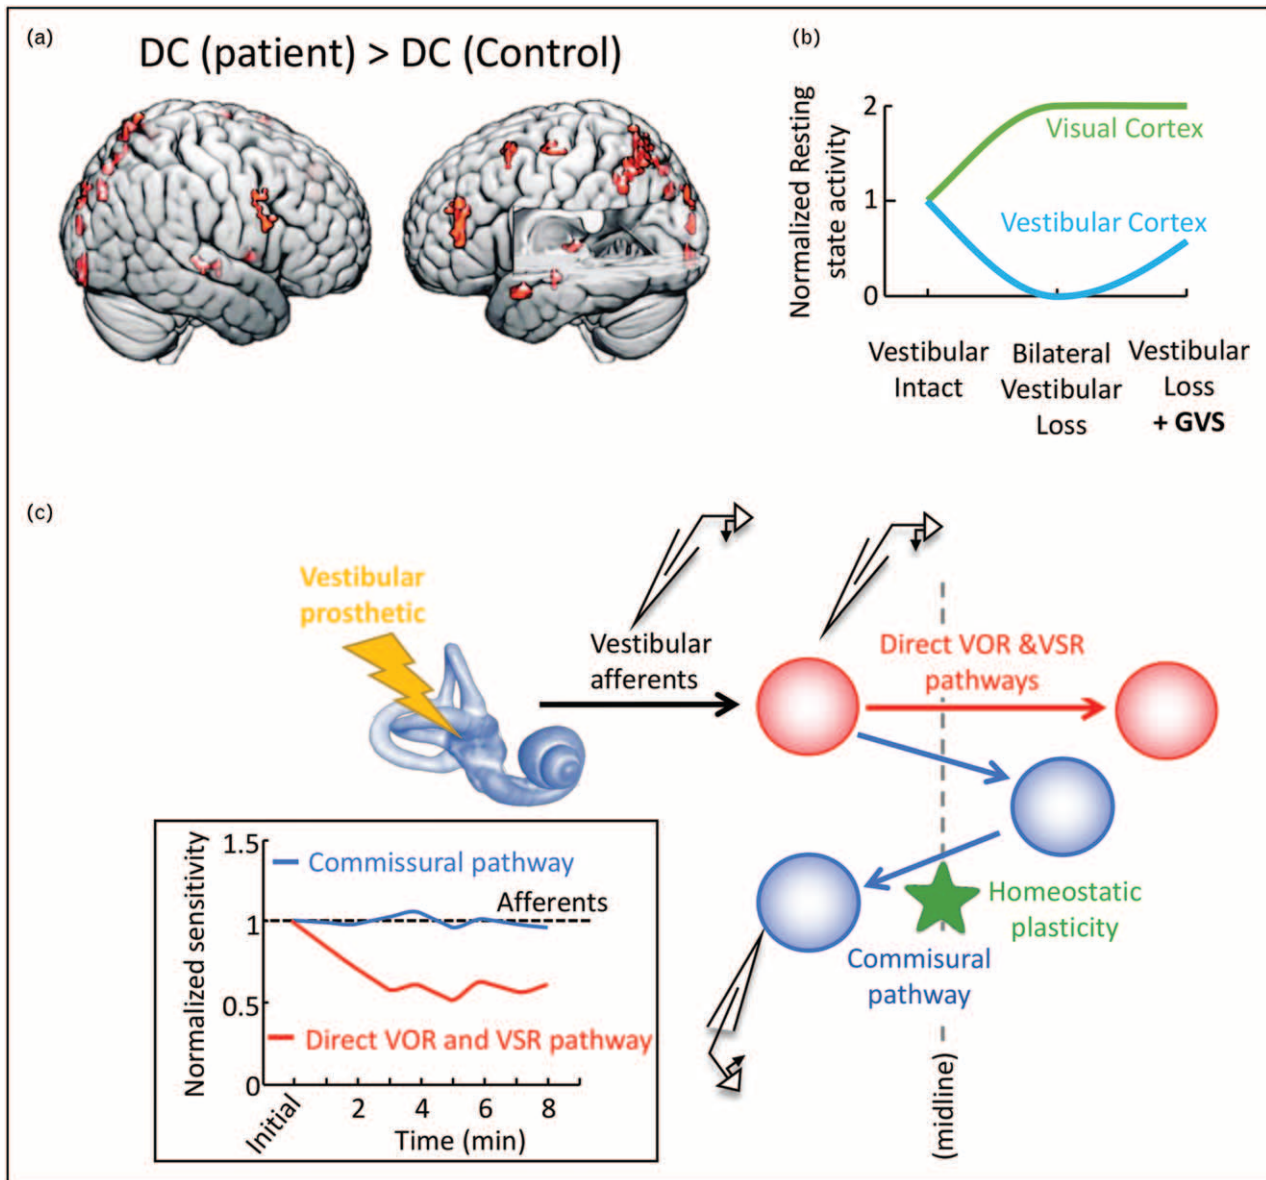 (a)
DC (patient) > DC (Control)
(b)
Normalized Resting
state activity
2
1
0
Visual Cortex
Vestibular Cortex
Vestibular
Intact
Bilateral
Vestibular
Loss
Vestibular
Loss
+ GVS
(c)
Vestibular
prosthetic
Vestibular
afferents
Direct VOR &VSR
pathways
Homeostatic
plasticity
Commisural
pathway
(midline)
Normalized sensitivity
1.5
1
0.5
0
Commissural pathway
Afferents
Direct VOR and VSR pathway
Initial
2
4
6
8
Time (min)